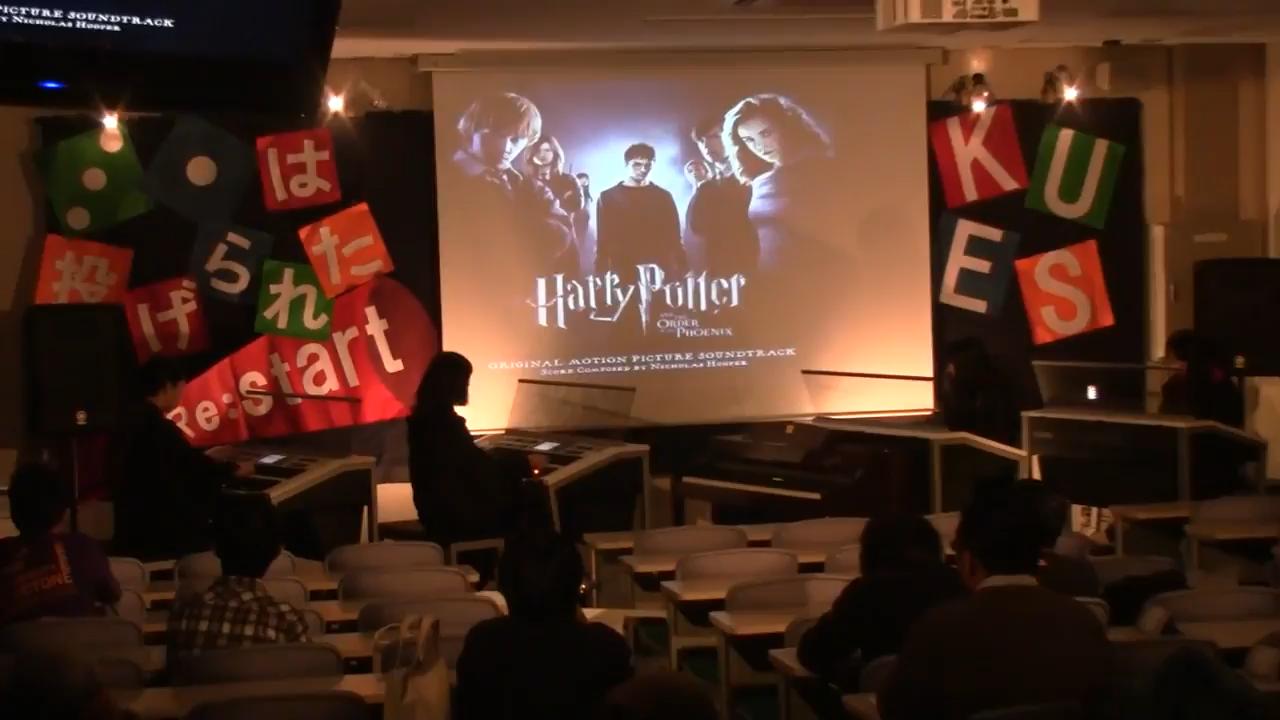 PICTURE SOUNDTRACK
BY NICHOLAS HOOPER
は
投げられた
Re:start
HARRY POTTER
AND THE
ORDER
OF THE
PHOENIX
ORIGINAL MOTION PICTURE SOUNDTRACK
SCORE COMPOSED BY NICHOLAS HOOPER
KU
ES